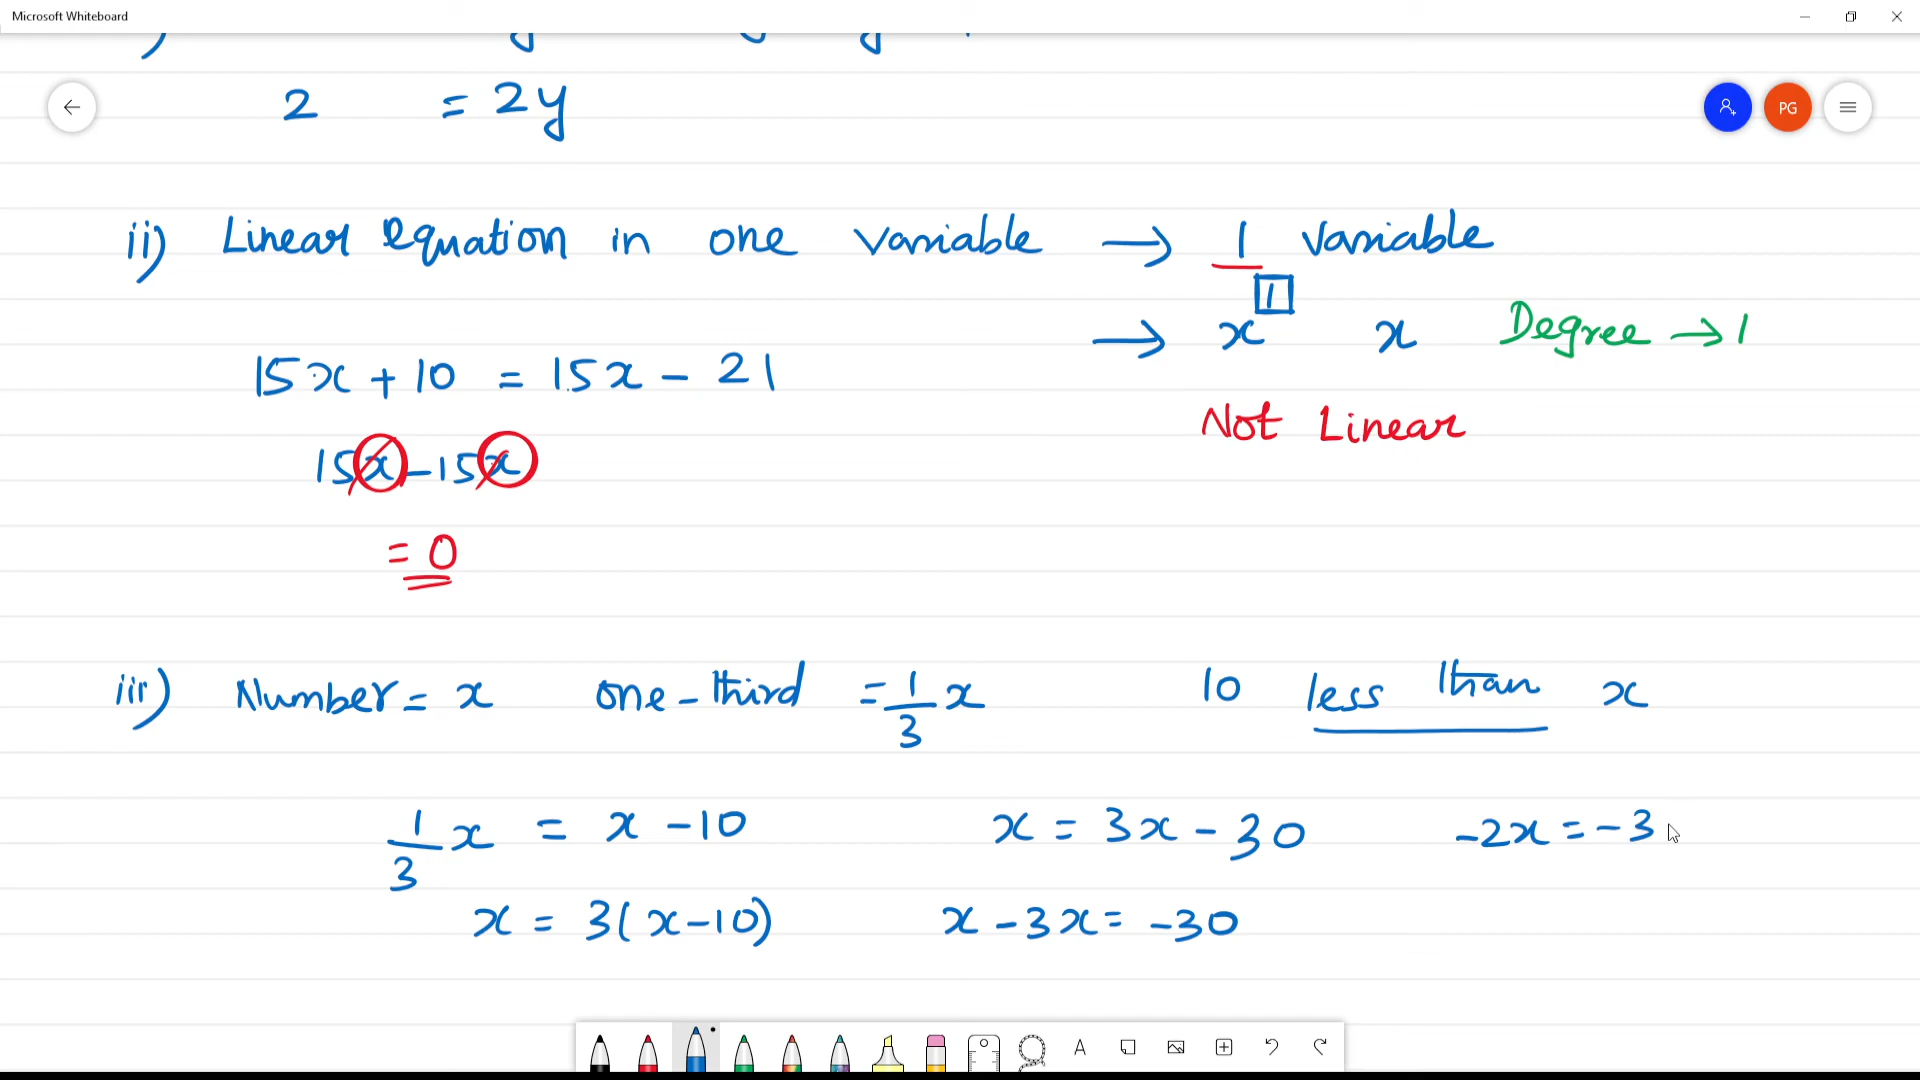 Microsoft Whiteboard
2 = 2y
PG
ii) Linear equation in one variable → 1 variable
→ x¹ x Degree → 1
15x + 10 = 15x - 21
Not Linear
15x - 15x
= 0
iii) Number = x one-third = 1/3 x 10 less than x
1/3 x = x - 10 x = 3x - 30 -2x = -3
x = 3(x-10) x - 3x = -30
A